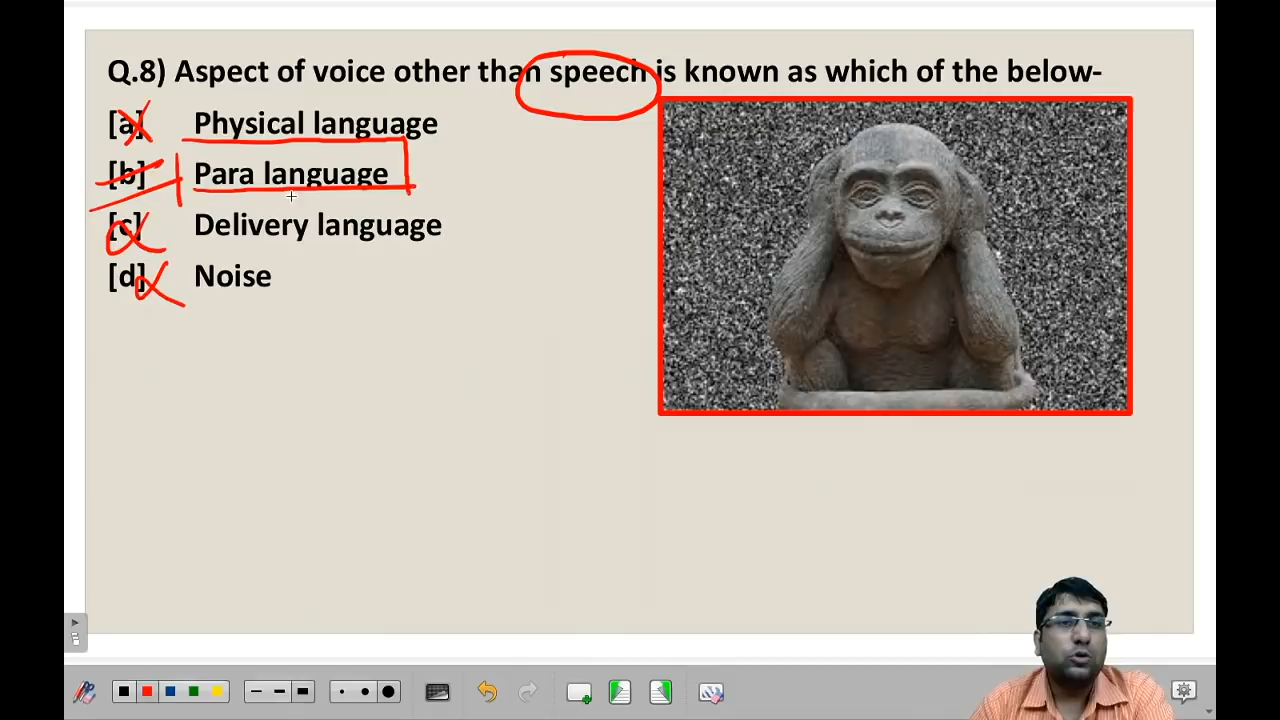 Q.8) Aspect of voice other than speech is known as which of the below-
[a] Physical language
[b] Para language
[c] Delivery language
[d] Noise